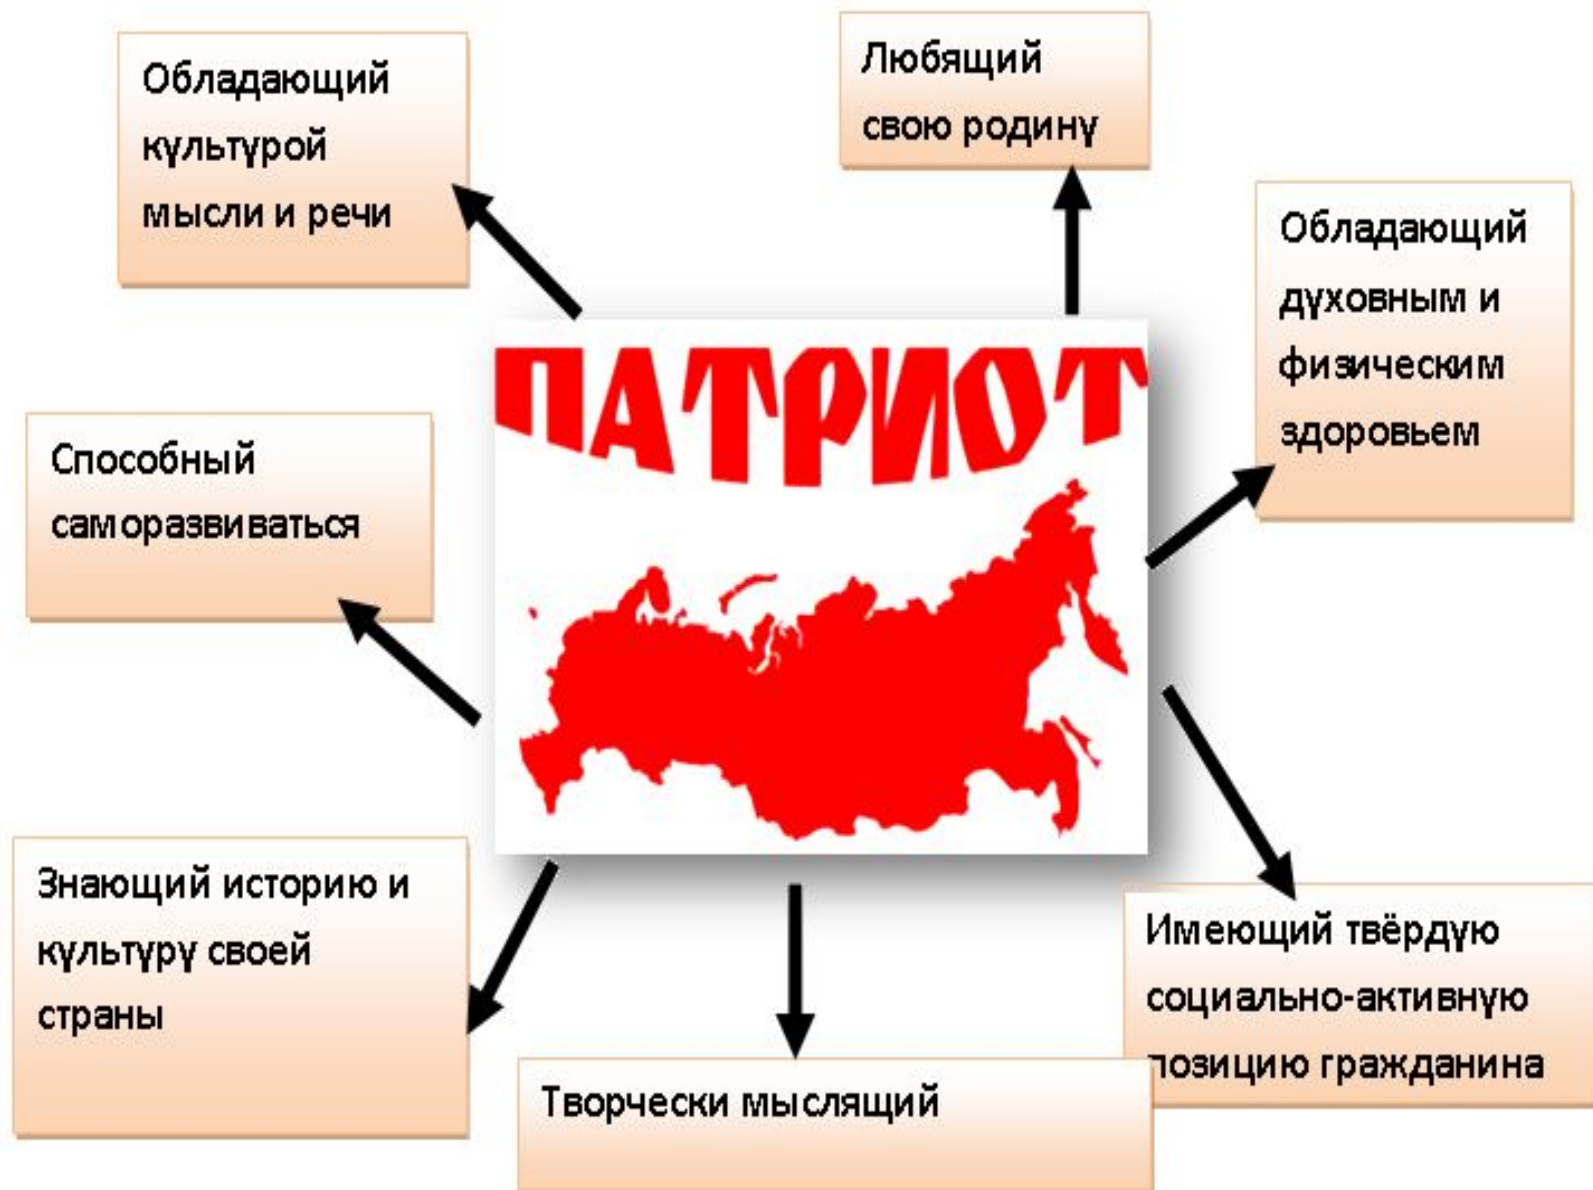 Обладающий
культурой
мысли и речи
Любящий
свою родину
Обладающий
духовным и
физическим
здоровьем
ПАТРИОТ
Способный
саморазвиваться
Знающий историю и
культуру своей
страны
Творчески мыслящий
Имеющий твёрдую
социально-активную
позицию гражданина